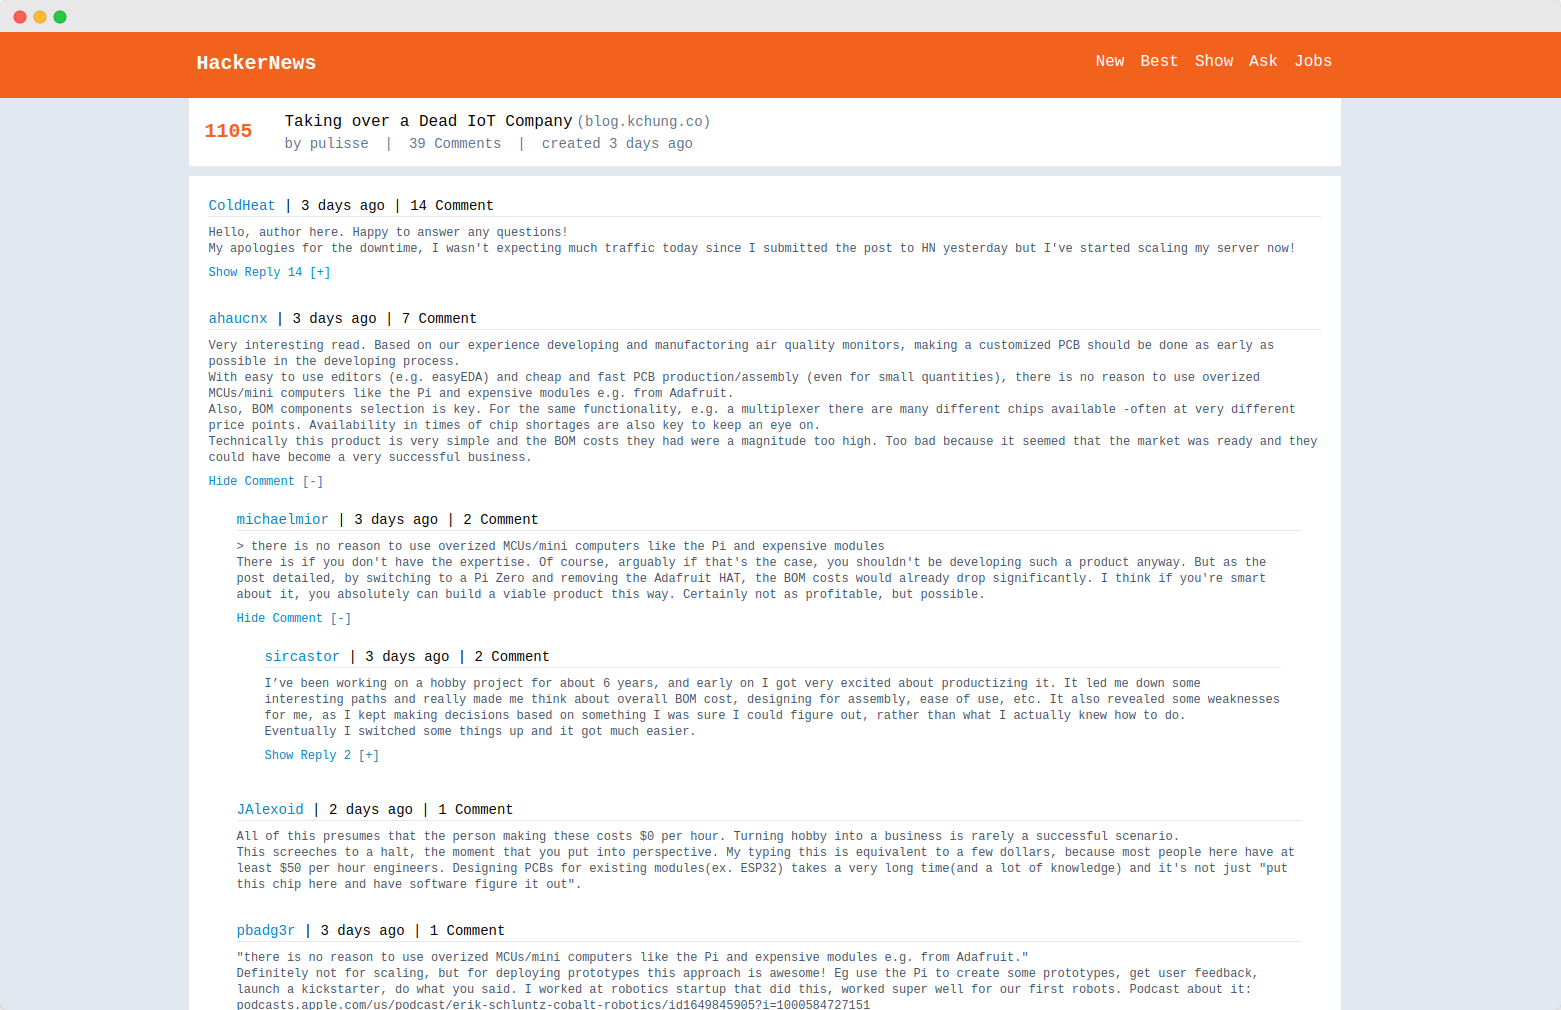 HackerNews
New Best Show Ask Jobs
1105
Taking over a Dead IoT Company (blog.kchung.co)
by pulisse | 39 Comments | created 3 days ago
ColdHeat | 3 days ago | 14 Comment
Hello, author here. Happy to answer any questions!
My apologies for the downtime, I wasn't expecting much traffic today since I submitted the post to HN yesterday but I've started scaling my server now!
Show Reply 14 [+]
ahaucnx | 3 days ago | 7 Comment
Very interesting read. Based on our experience developing and manufactoring air quality monitors, making a customized PCB should be done as early as
possible in the developing process.
With easy to use editors (e.g. easyEDA) and cheap and fast PCB production/assembly (even for small quantities), there is no reason to use overized
MCUs/mini computers like the Pi and expensive modules e.g. from Adafruit.
Also, BOM components selection is key. For the same functionality, e.g. a multiplexer there are many different chips available -often at very different
price points. Availability in times of chip shortages are also key to keep an eye on.
Technically this product is very simple and the BOM costs they had were a magnitude too high. Too bad because it seemed that the market was ready and they
could have become a very successful business.
Hide Comment [-]
michaelmior | 3 days ago | 2 Comment
> there is no reason to use overized MCUs/mini computers like the Pi and expensive modules
There is if you don't have the expertise. Of course, arguably if that's the case, you shouldn't be developing such a product anyway. But as the
post detailed, by switching to a Pi Zero and removing the Adafruit HAT, the BOM costs would already drop significantly. I think if you're smart
about it, you absolutely can build a viable product this way. Certainly not as profitable, but possible.
Hide Comment [-]
sircastor | 3 days ago | 2 Comment
I’ve been working on a hobby project for about 6 years, and early on I got very excited about productizing it. It led me down some
interesting paths and really made me think about overall BOM cost, designing for assembly, ease of use, etc. It also revealed some weaknesses
for me, as I kept making decisions based on something I was sure I could figure out, rather than what I actually knew how to do.
Eventually I switched some things up and it got much easier.
Show Reply 2 [+]
JAlexoid | 2 days ago | 1 Comment
All of this presumes that the person making these costs $0 per hour. Turning hobby into a business is rarely a successful scenario.
This screeches to a halt, the moment that you put into perspective. My typing this is equivalent to a few dollars, because most people here have at
least $50 per hour engineers. Designing PCBs for existing modules(ex. ESP32) takes a very long time(and a lot of knowledge) and it's not just "put
this chip here and have software figure it out".
pbadg3r | 3 days ago | 1 Comment
"there is no reason to use overized MCUs/mini computers like the Pi and expensive modules e.g. from Adafruit."
Definitely not for scaling, but for deploying prototypes this approach is awesome! Eg use the Pi to create some prototypes, get user feedback,
launch a kickstarter, do what you said. I worked at robotics startup that did this, worked super well for our first robots. Podcast about it:
podcasts.apple.com/us/podcast/erik-schluntz-cobalt-robotics/id1649845905?i=1000584727151